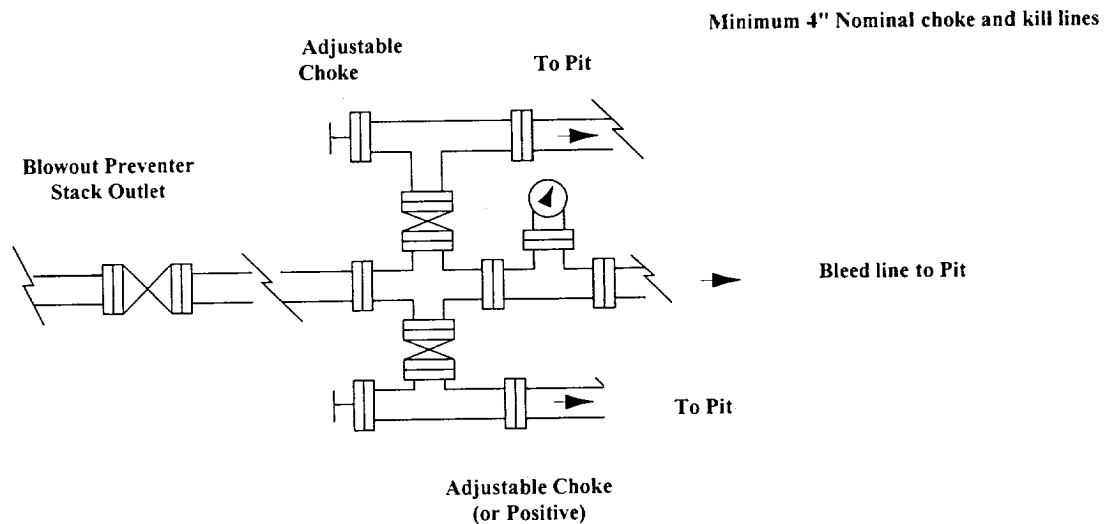 Minimum 4" Nominal choke and kill lines
Adjustable
Choke
To Pit
Blowout Preventer
Stack Outlet
Bleed line to Pit
To Pit
Adjustable Choke
(or Positive)